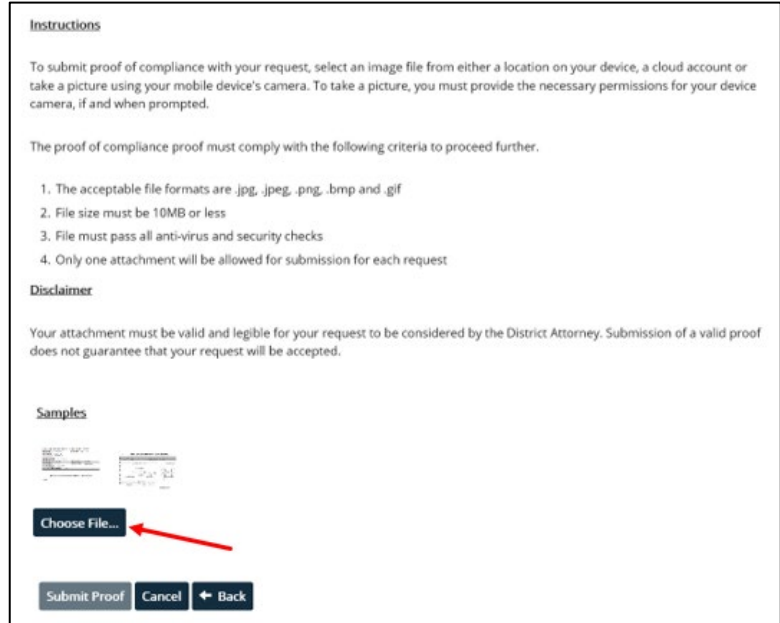 Instructions
To submit proof of compliance with your request, select an image file from either a location on your device, a cloud account or
take a picture using your mobile device's camera. To take a picture, you must provide the necessary permissions for your device
camera, if and when prompted.
The proof of compliance proof must comply with the following criteria to proceed further.
1. The acceptable file formats are .jpg, .jpeg, .png, .bmp and .gif
2. File size must be 10MB or less
3. File must pass all anti-virus and security checks
4. Only one attachment will be allowed for submission for each request
Disclaimer
Your attachment must be valid and legible for your request to be considered by the District Attorney. Submission of a valid proof
does not guarantee that your request will be accepted.
Samples
Choose File...
Submit Proof Cancel Back